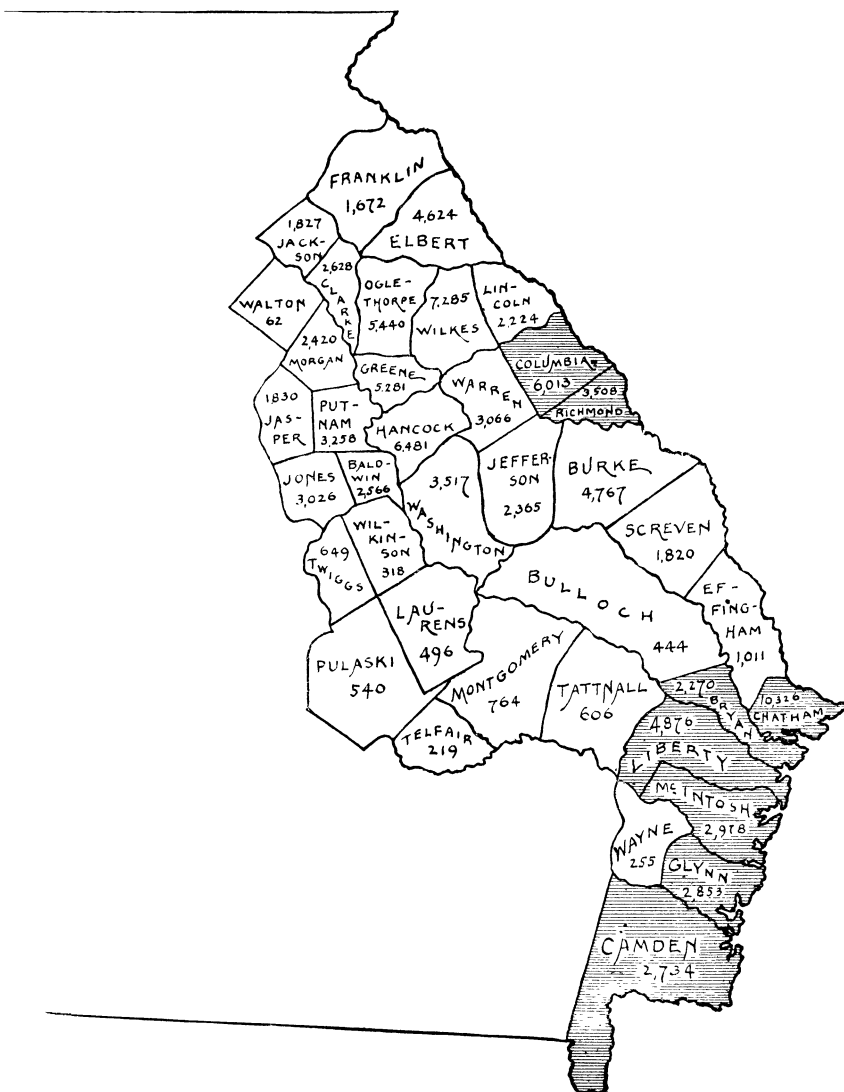 FRANKLIN
1,672
4,624
ELBERT
1,827
JACK-
SON
2,628
CLARKE
OGLE-
THORPE
5,440
7,285
WILKES
LIN-
COLN
2,224
WALTON
62
2,420
MORGAN
GREENE
5,281
WARREN
3,066
COLUMBIA
6,013
3,508
RICHMOND
1830
JAS-
PER
PUT-
NAM
3,258
HANCOCK
6,481
JONES
3,026
BALD-
WIN
2,566
3,517
WASHINGTON
JEFFER-
SON
2,365
BURKE
4,767
SCREVEN
1,820
649
TWIGGS
WIL-
KIN-
SON
318
BULLOCH
444
EF-
FING-
HAM
1,011
LAU-
RENS
496
PULASKI
540
MONTGOMERY
764
TATTNALL
606
2,270
BRYAN
10,326
CHATHAM
TELFAIR
219
4,876
LIBERTY
McINTOSH
2,978
WAYNE
255
GLYNN
2,853
CAMDEN
2,734